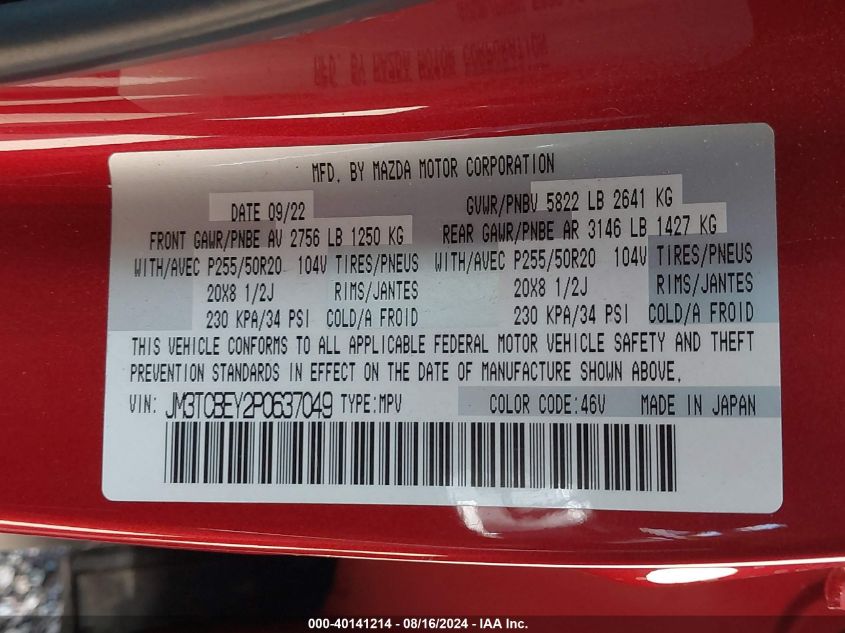 MFD. BY MAZDA MOTOR CORPORATION
DATE 09/22 GVWR/PNBV 5822 LB 2641 KG
FRONT GAWR/PNBE AV 2756 LB 1250 KG REAR GAWR/PNBE AR 3146 LB 1427 KG
WITH/AVEC P255/50R20 104V TIRES/PNEUS WITH/AVEC P255/50R20 104V TIRES/PNEUS
20X8 1/2J RIMS/JANTES 20X8 1/2J RIMS/JANTES
230 KPA/34 PSI COLD/A FROID 230 KPA/34 PSI COLD/A FROID
THIS VEHICLE CONFORMS TO ALL APPLICABLE FEDERAL MOTOR VEHICLE SAFETY AND THEFT
PREVENTION STANDARDS IN EFFECT ON THE DATE OF MANUFACTURE SHOWN ABOVE.
VIN: JM3TCBEY2P0637049 TYPE:MPV COLOR CODE:46V MADE IN JAPAN
000-40141214 - 08/16/2024 - IAA Inc.